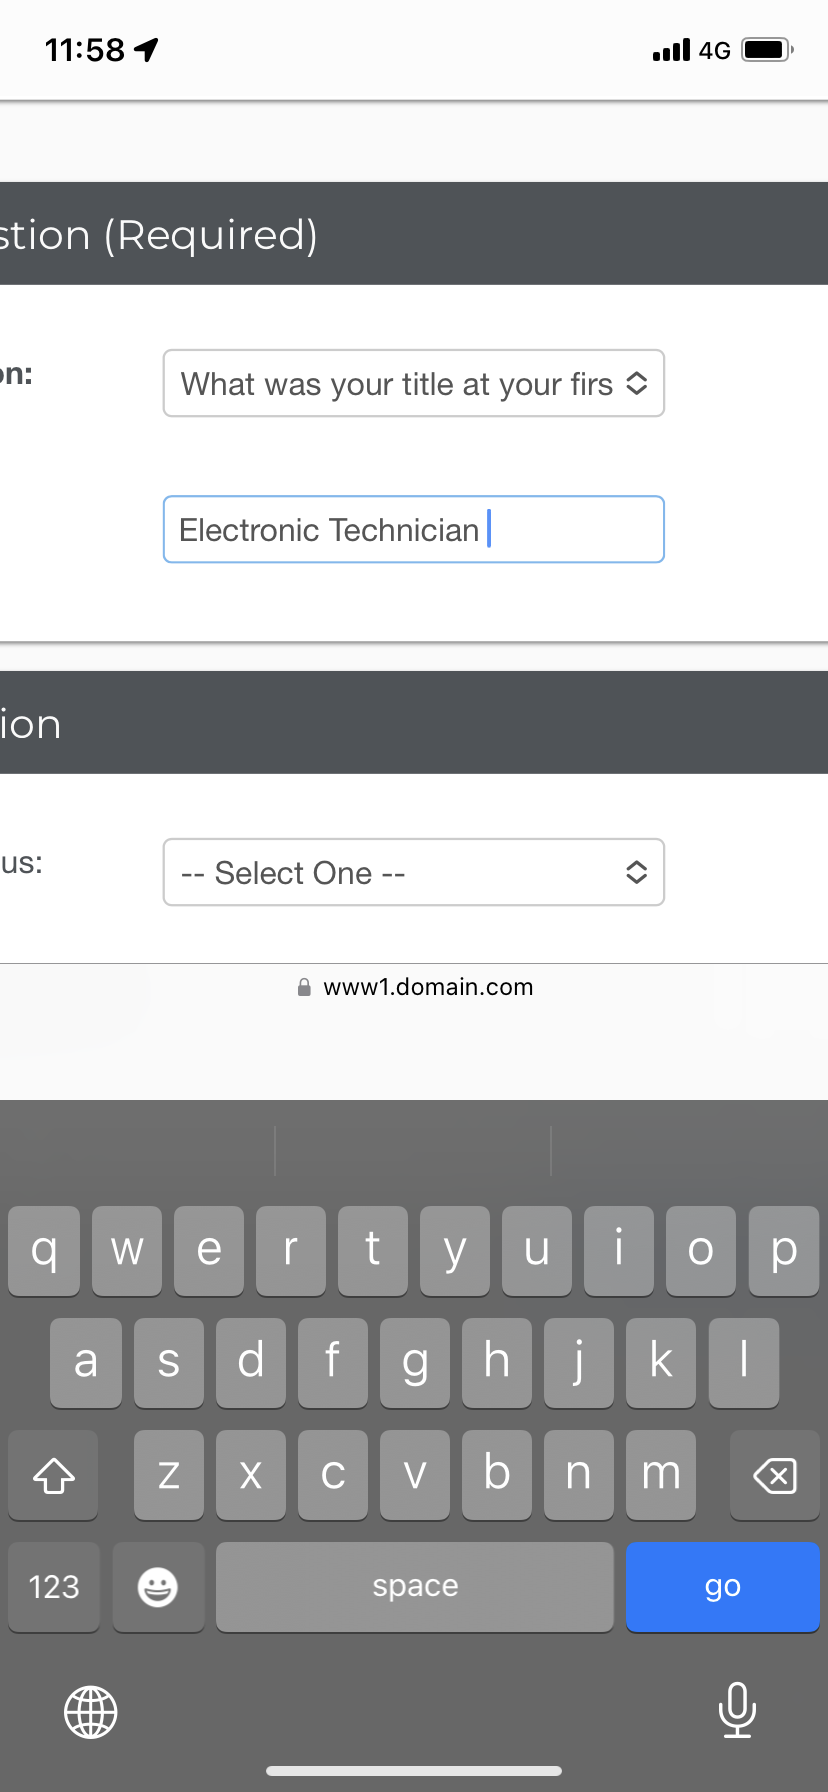 11:58 4G
stion (Required)
on:
What was your title at your firs
Electronic Technician
ion
us:
-- Select One --
www1.domain.com
q w e r t y u i o p
a s d f g h j k l
z x c v b n m
123 space go